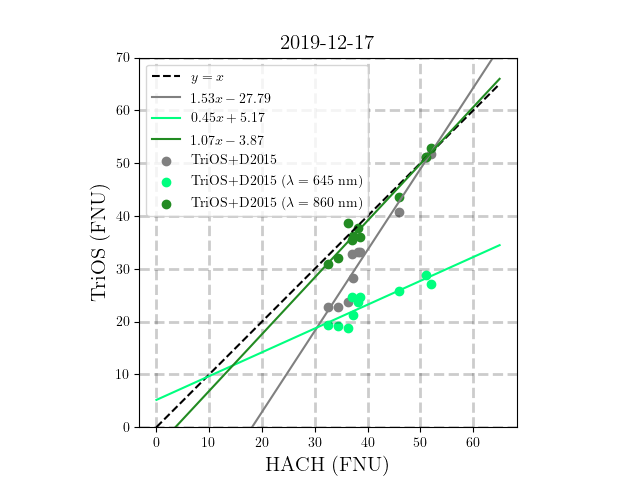 2019-12-17
70
60
50
40
30
20
10
0
TriOS (FNU)
y = x
1.53x − 27.79
0.45x + 5.17
1.07x − 3.87
TriOS+D2015
TriOS+D2015 (λ = 645 nm)
TriOS+D2015 (λ = 860 nm)
0 10 20 30 40 50 60
HACH (FNU)